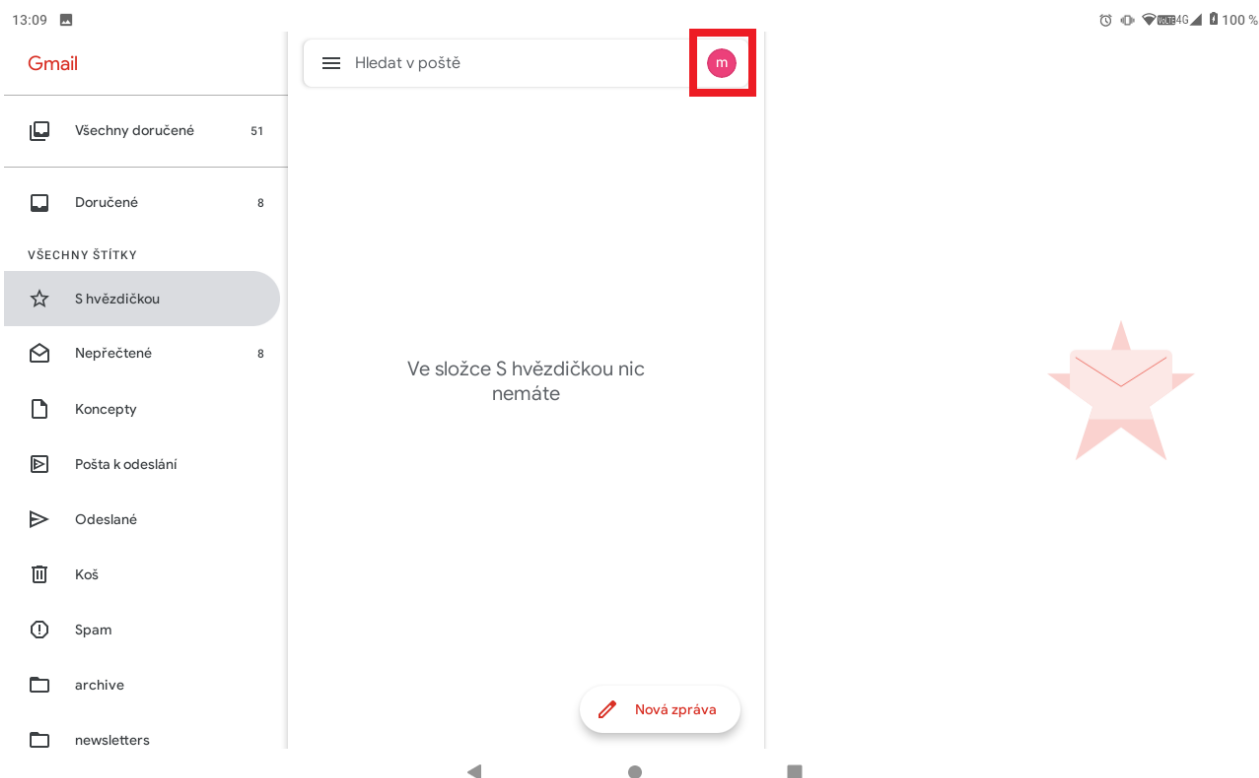 13:09 4G 100 %
Gmail
Hledat v poště
m
Všechny doručené 51
Doručené 8
VŠECHNY ŠTÍTKY
S hvězdičkou
Nepřečtené 8
Koncepty
Pošta k odeslání
Odeslané
Koš
Spam
archive
newsletters
Ve složce S hvězdičkou nic
nemáte
Nová zpráva